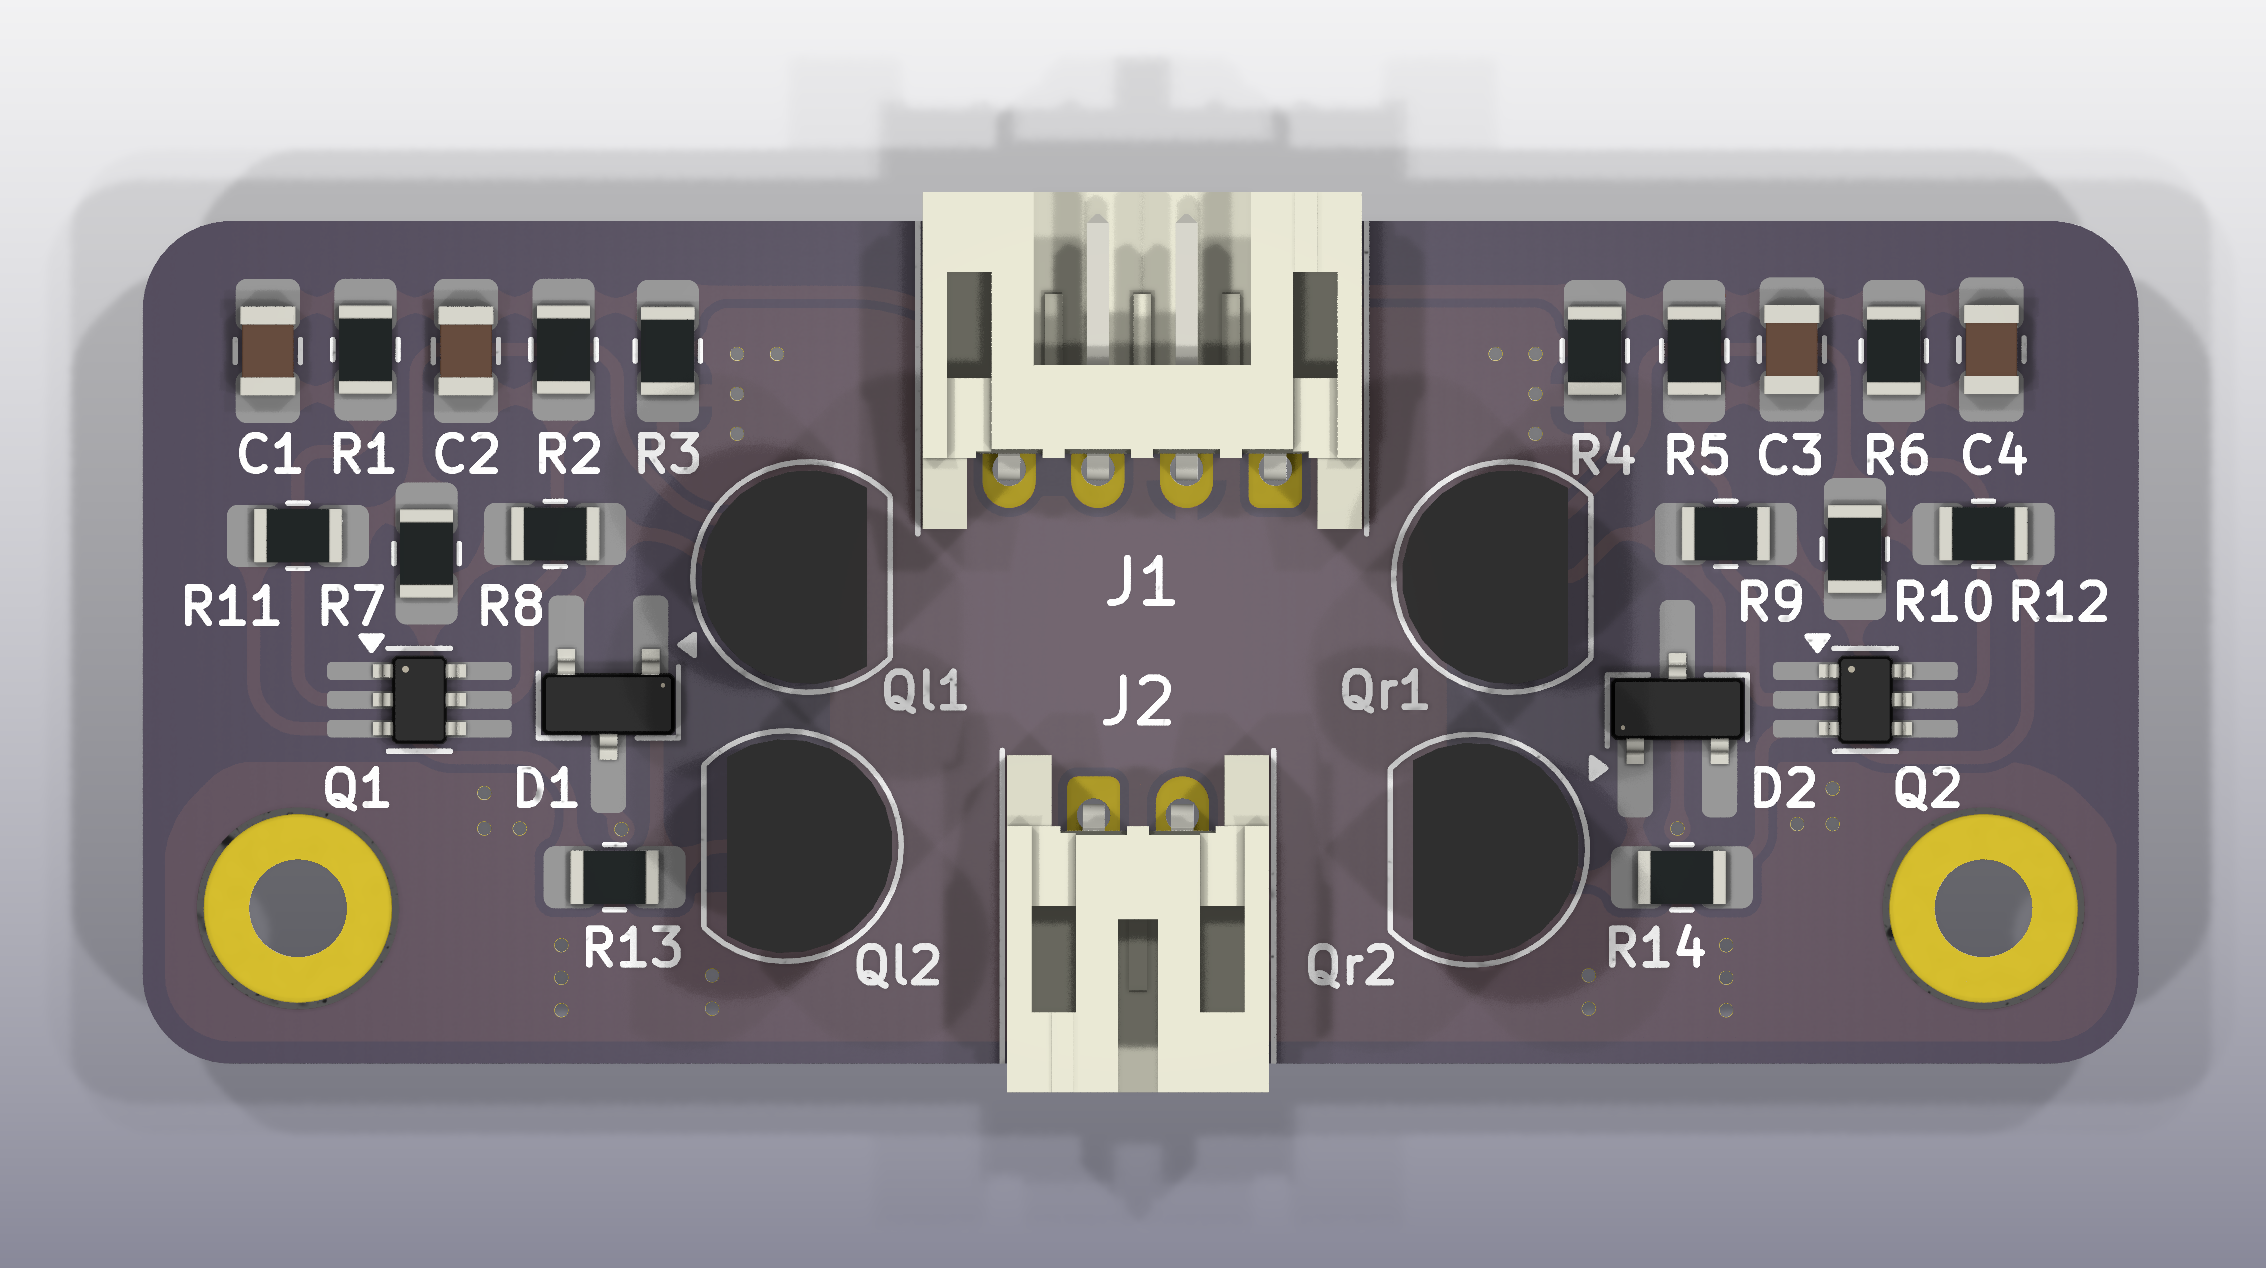 C1 R1 C2 R2 R3 R4 R5 C3 R6 C4
R11 R7 R8 J1 R9 R10 R12
Ql1 J2 Qr1
Q1 D1 D2 Q2
R13 Ql2 Qr2 R14